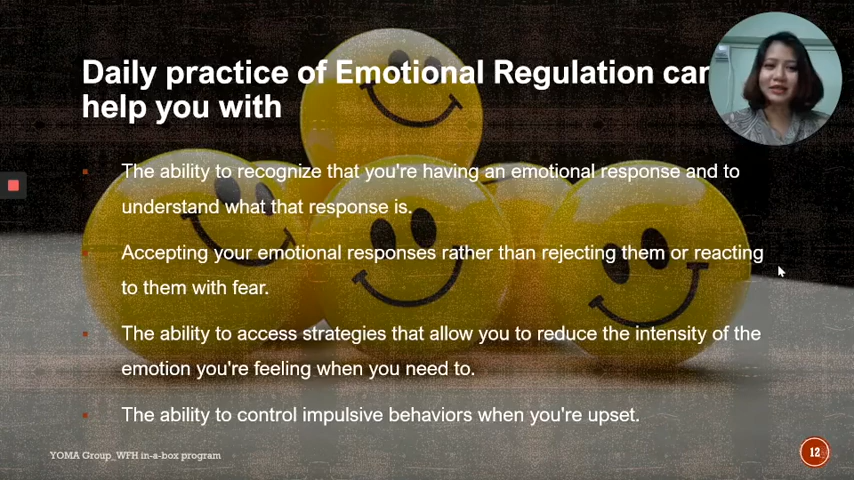 Daily practice of Emotional Regulation can
help you with
The ability to recognize that you're having an emotional response and to
understand what that response is.
Accepting your emotional responses rather than rejecting them or reacting
to them with fear.
The ability to access strategies that allow you to reduce the intensity of the
emotion you're feeling when you need to.
The ability to control impulsive behaviors when you're upset.
YOMA Group_WFH in-a-box program
12